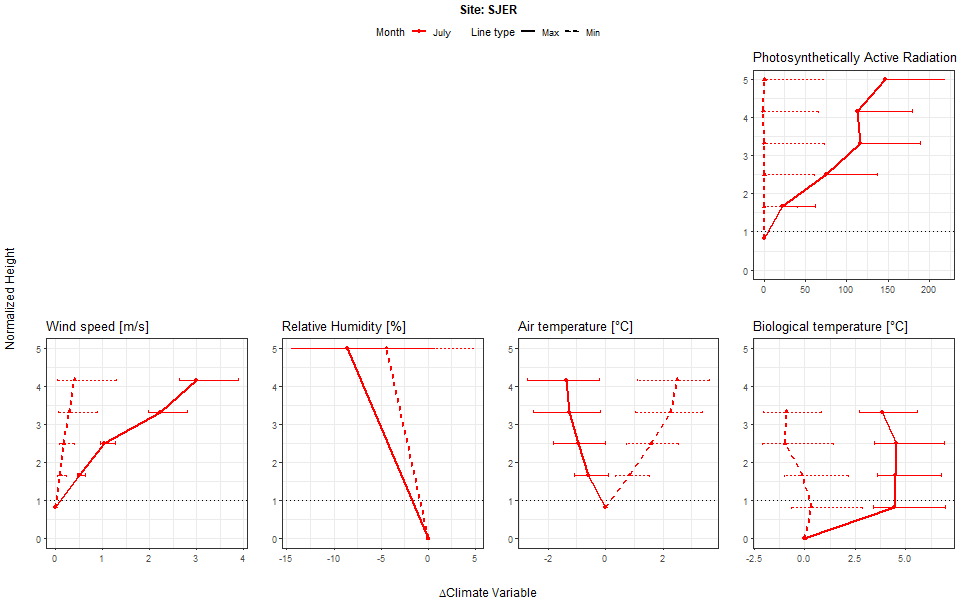 Site: SJER
Month July Line type Max Min
Photosynthetically Active Radiation
5
4
3
2
1
0
0 50 100 150 200
Normalized Height
Wind speed [m/s]
5
4
3
2
1
0
0 1 2 3 4
Relative Humidity [%]
5
4
3
2
1
0
-15 -10 -5 0 5
Air temperature [°C]
5
4
3
2
1
0
-2 0 2
Biological temperature [°C]
5
4
3
2
1
0
-2.5 0.0 2.5 5.0
ΔClimate Variable